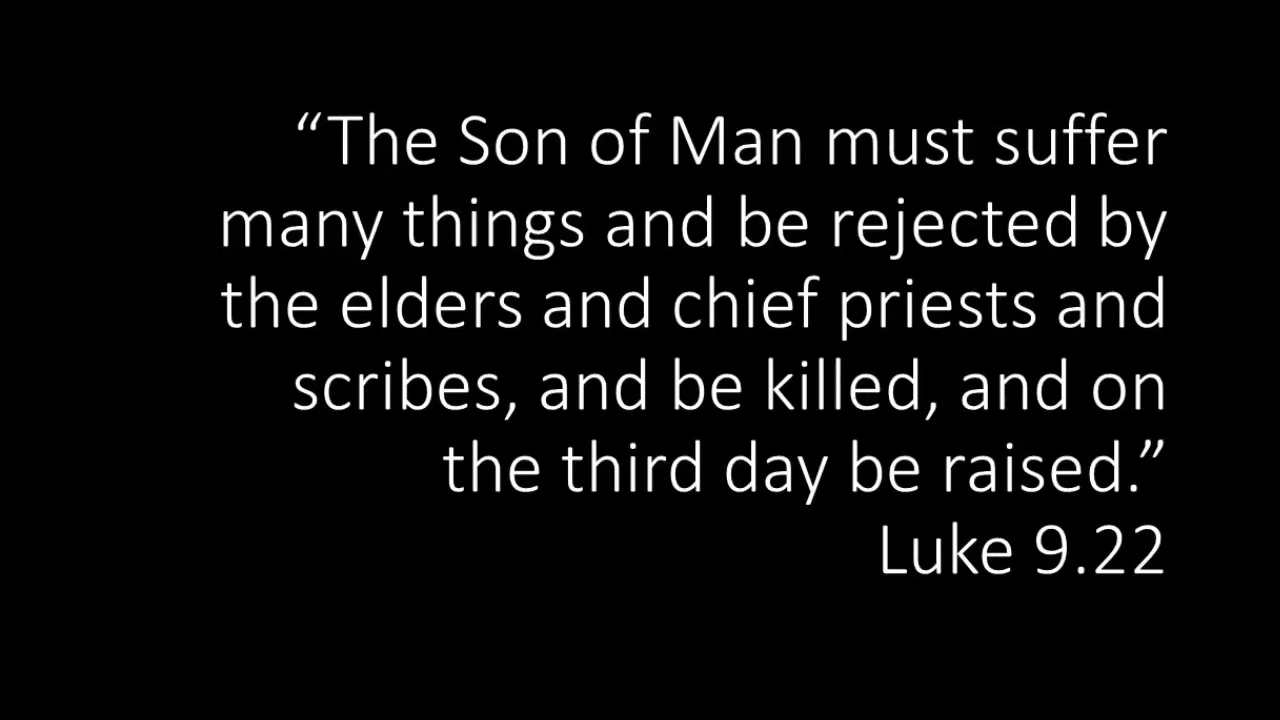 “The Son of Man must suffer
many things and be rejected by
the elders and chief priests and
scribes, and be killed, and on
the third day be raised.”
Luke 9.22